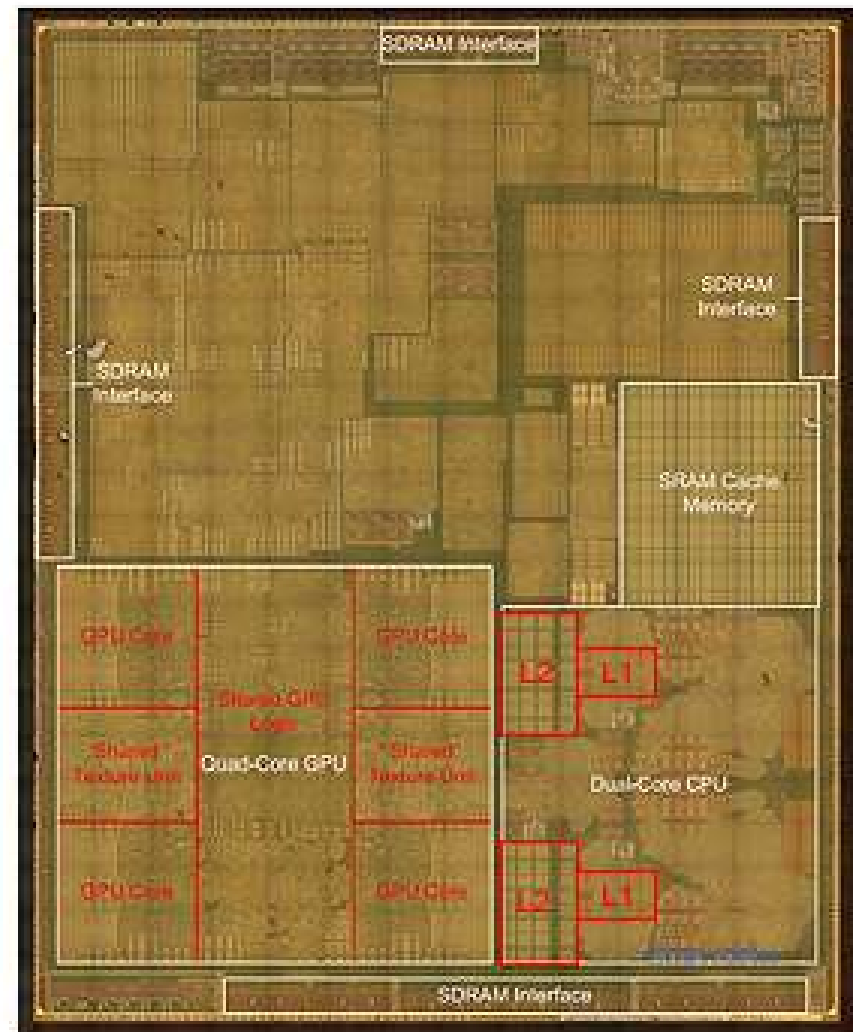 SDRAM Interface
SDRAM
Interface
SDRAM
Interface
SRAM Cache
Memory
GPU Core
GPU Core
L2
L1
Shared GPU
Logic
"Shared"
Texture Unit
Quad-Core GPU
"Shared"
Texture Unit
Dual-Core CPU
GPU Core
GPU Core
L2
L1
SDRAM Interface